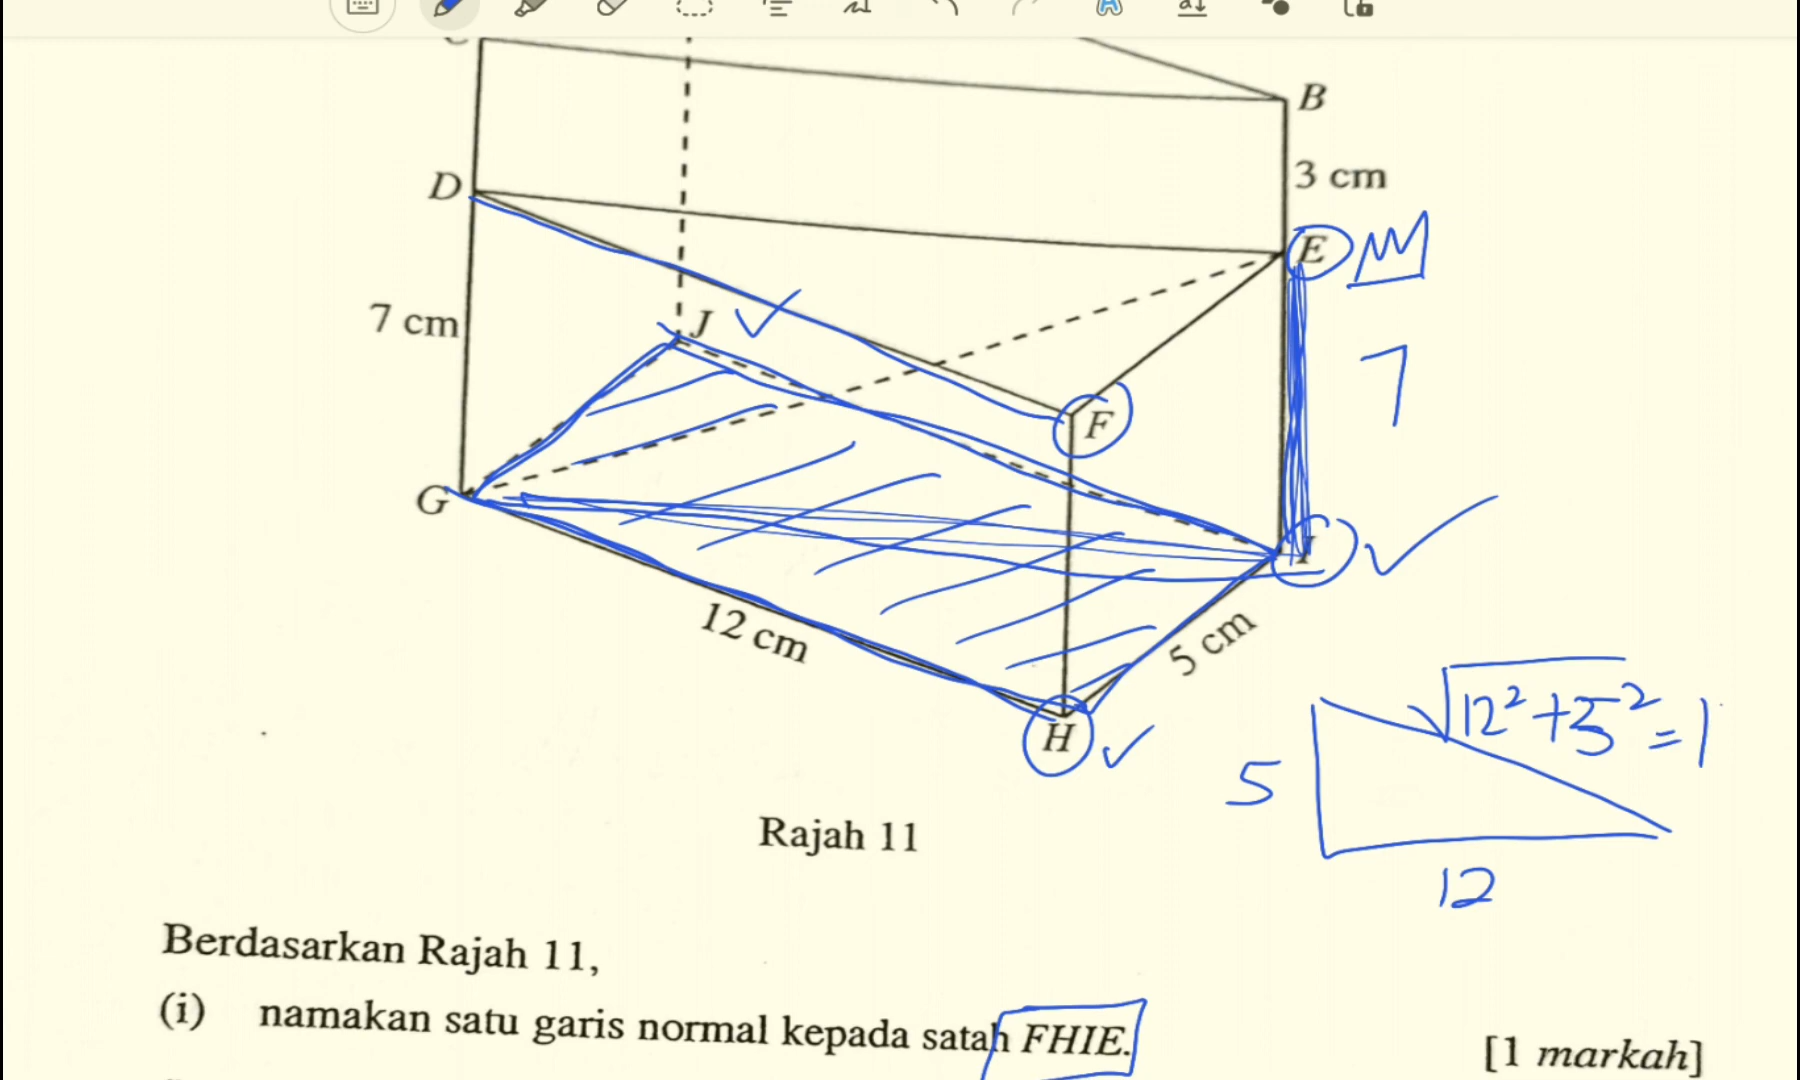 C
B
3 cm
D
E
7 cm
J
7
F
G
I
12 cm
5 cm
√12² + 5² = 1
H
5
12
Rajah 11
Berdasarkan Rajah 11,
(i) namakan satu garis normal kepada satah FHIE.
[1 markah]